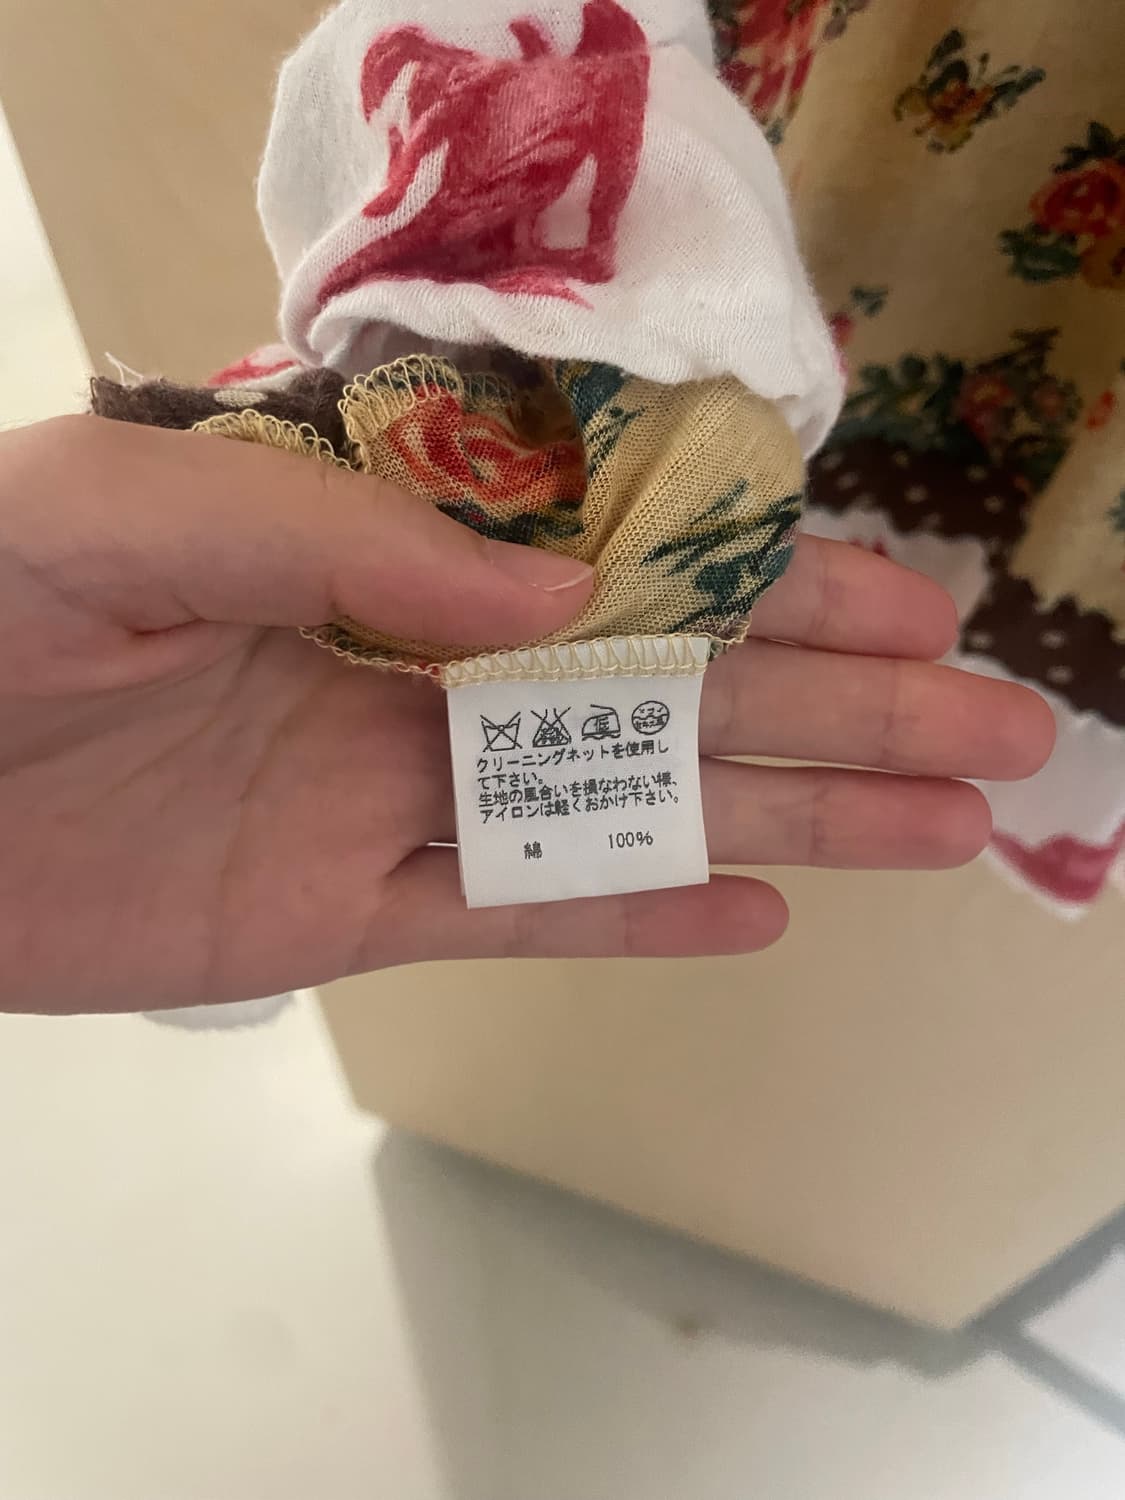 低
クリーニングネットを使用し
て下さい。
生地の風合いを損なわない様、
アイロンは軽くおかけ下さい。
綿 100%